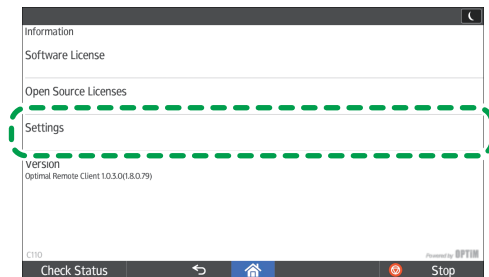 Information
Software License
Open Source Licenses
Settings
Version
Optimal Remote Client 1.0.3.0(1.8.0.79)
C110
Powered by OPTiM
Check Status
Stop